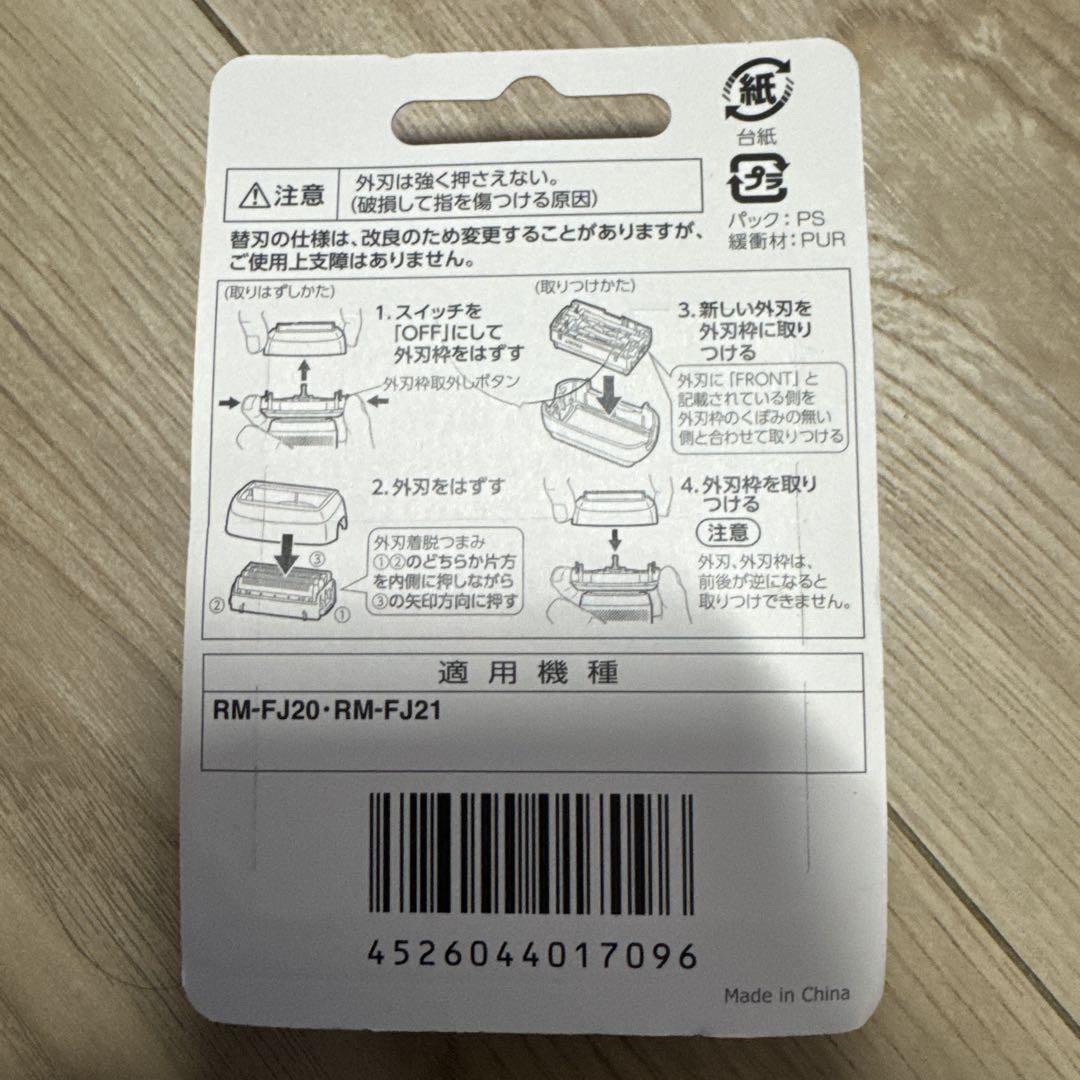 紙
台紙
プラ
パック：PS
緩衝材：PUR
注意
外刃は強く押さえない。
(破損して指を傷つける原因)
替刃の仕様は、改良のため変更することがありますが、
ご使用上支障はありません。
(取りはずしかた)
1. スイッチを
「OFF」にして
外刃枠をはずす
外刃枠取外しボタン
2. 外刃をはずす
外刃着脱つまみ
①②のどちらか片方
を内側に押しながら
③の矢印方向に押す
③
②
①
(取りつけかた)
3. 新しい外刃を
外刃枠に取り
つける
外刃に「FRONT」と
記載されている側を
外刃枠のくぼみの無い
側と合わせて取りつける
4. 外刃枠を取り
つける
注意
外刃、外刃枠は、
前後が逆になると
取りつけできません。
適用機種
RM-FJ20・RM-FJ21
4526044017096
Made in China